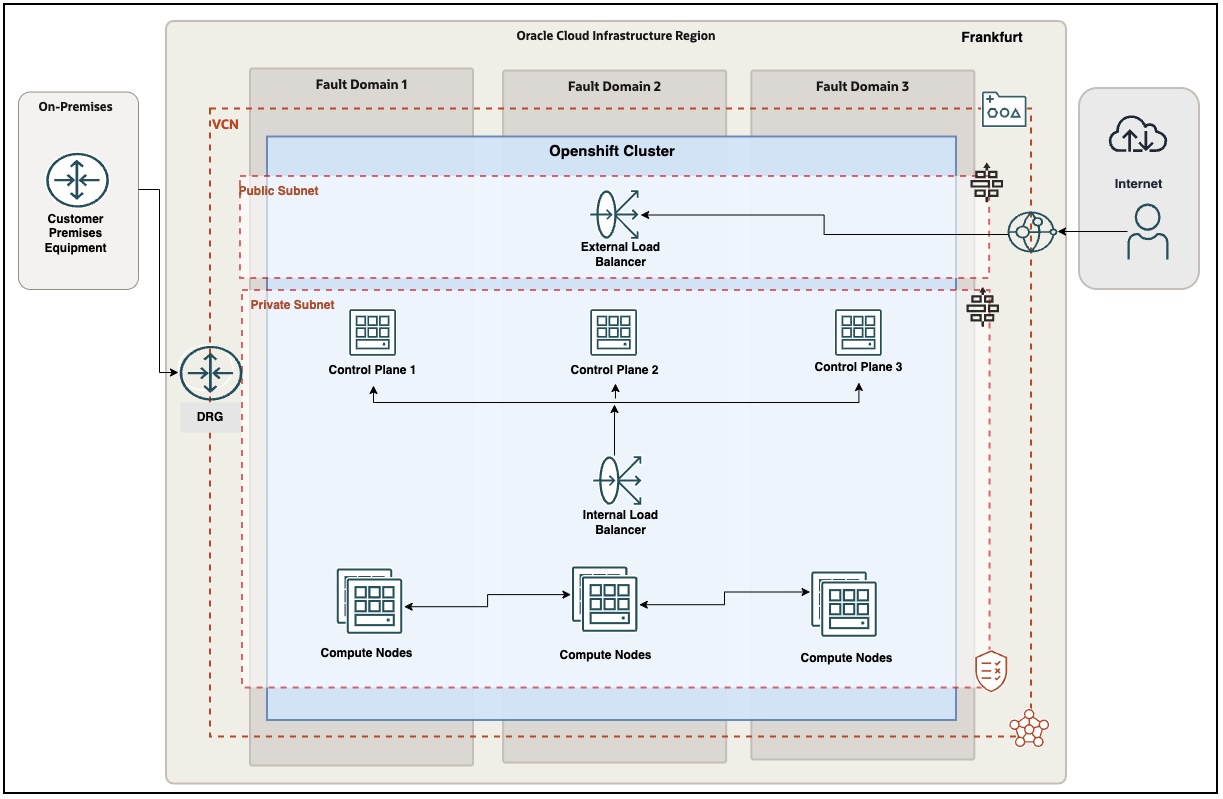 Oracle Cloud Infrastructure Region
Frankfurt
On-Premises
Customer
Premises
Equipment
Fault Domain 1
Fault Domain 2
Fault Domain 3
VCN
Openshift Cluster
Public Subnet
External Load
Balancer
Internet
Private Subnet
Control Plane 1
Control Plane 2
Control Plane 3
DRG
Internal Load
Balancer
Compute Nodes
Compute Nodes
Compute Nodes